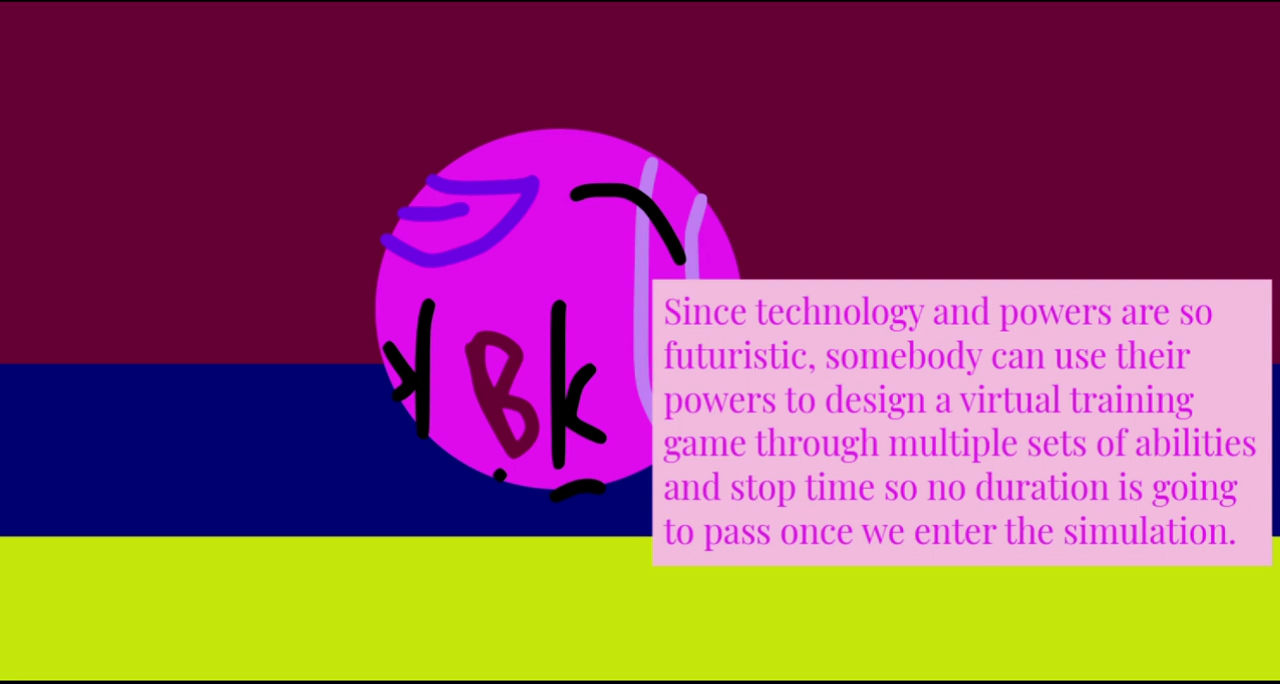 Since technology and powers are so
futuristic, somebody can use their
powers to design a virtual training
game through multiple sets of abilities
and stop time so no duration is going
to pass once we enter the simulation.